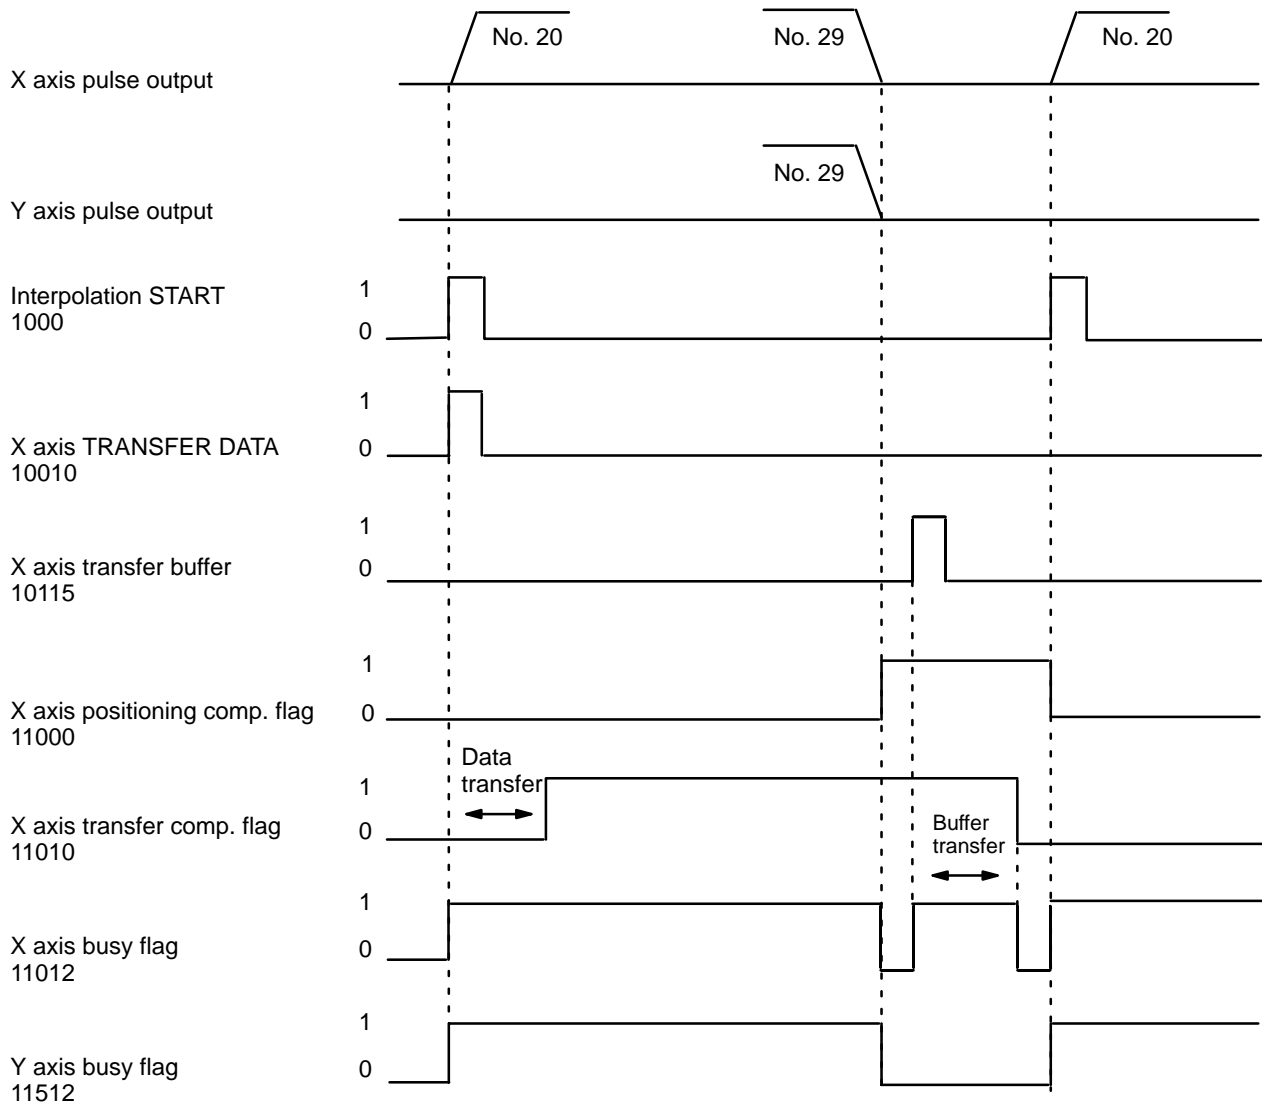 No. 20
No. 29
No. 20
X axis pulse output
No. 29
Y axis pulse output
Interpolation START
1000
1
0
X axis TRANSFER DATA
10010
1
0
X axis transfer buffer
10115
1
0
X axis positioning comp. flag
11000
1
0
Data
transfer
X axis transfer comp. flag
11010
1
0
Buffer
transfer
X axis busy flag
11012
1
0
Y axis busy flag
11512
1
0